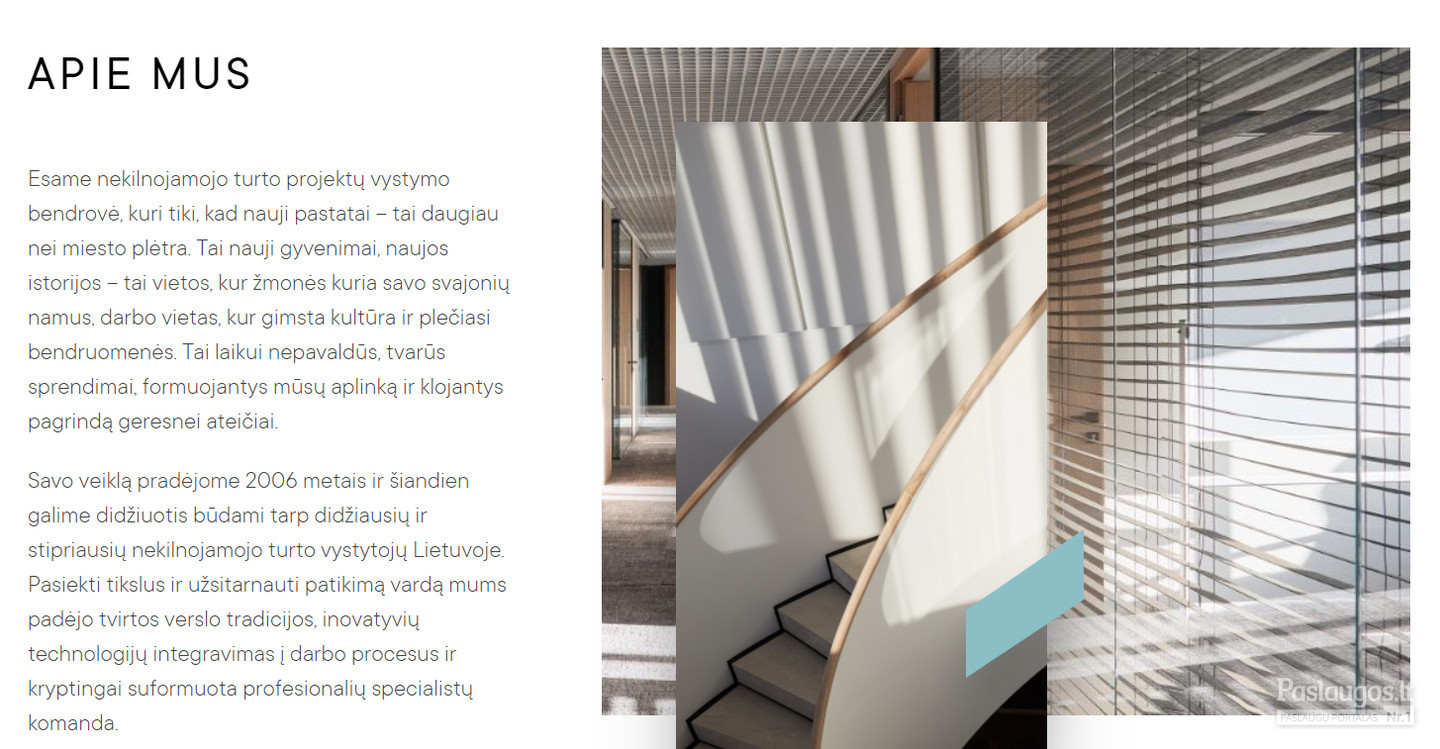 APIE MUS
Esame nekilnojamojo turto projektų vystymo
bendrovė, kuri tiki, kad nauji pastatai – tai daugiau
nei miesto plėtra. Tai nauji gyvenimai, naujos
istorijos – tai vietos, kur žmonės kuria savo svajonių
namus, darbo vietas, kur gimsta kultūra ir plečiasi
bendruomenės. Tai laikui nepavaldūs, tvarūs
sprendimai, formuojantys mūsų aplinką ir klojantys
pagrindą geresnei ateičiai.
Savo veiklą pradėjome 2006 metais ir šiandien
galime didžiuotis būdami tarp didžiausių ir
stipriausių nekilnojamojo turto vystytojų Lietuvoje.
Pasiekti tikslus ir užsitarnauti patikimą vardą mums
padėjo tvirtos verslo tradicijos, inovatyvių
technologijų integravimas į darbo procesus ir
kryptingai suformuota profesionalių specialistų
komanda.
Paslaugos.lt
PASLAUGŲ PORTALAS Nr.1